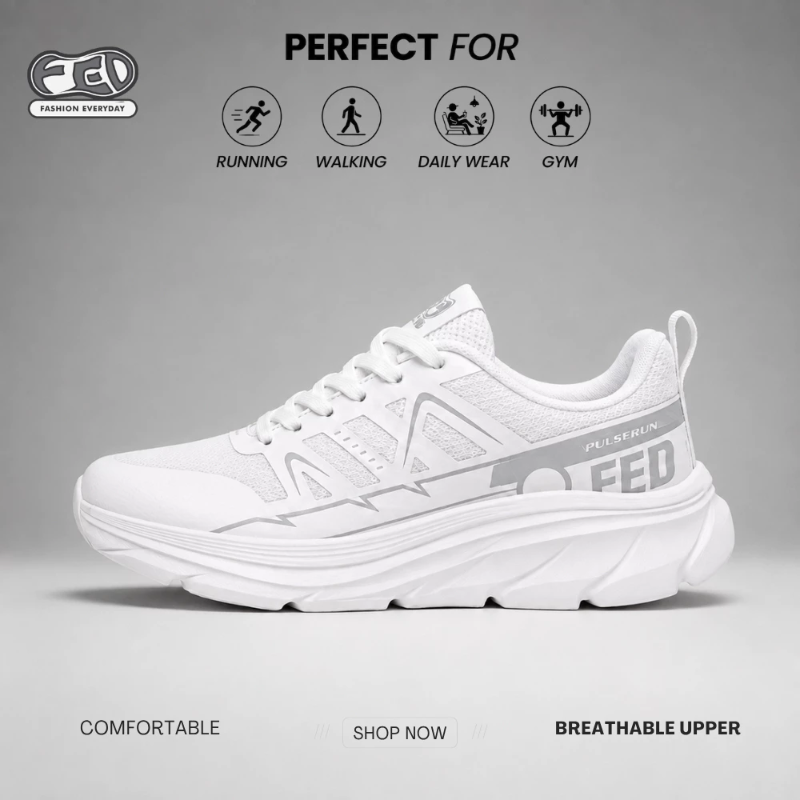 PERFECT FOR
FED
FASHION EVERYDAY
RUNNING
WALKING
DAILY WEAR
GYM
PULSERUN
FED
COMFORTABLE
SHOP NOW
BREATHABLE UPPER